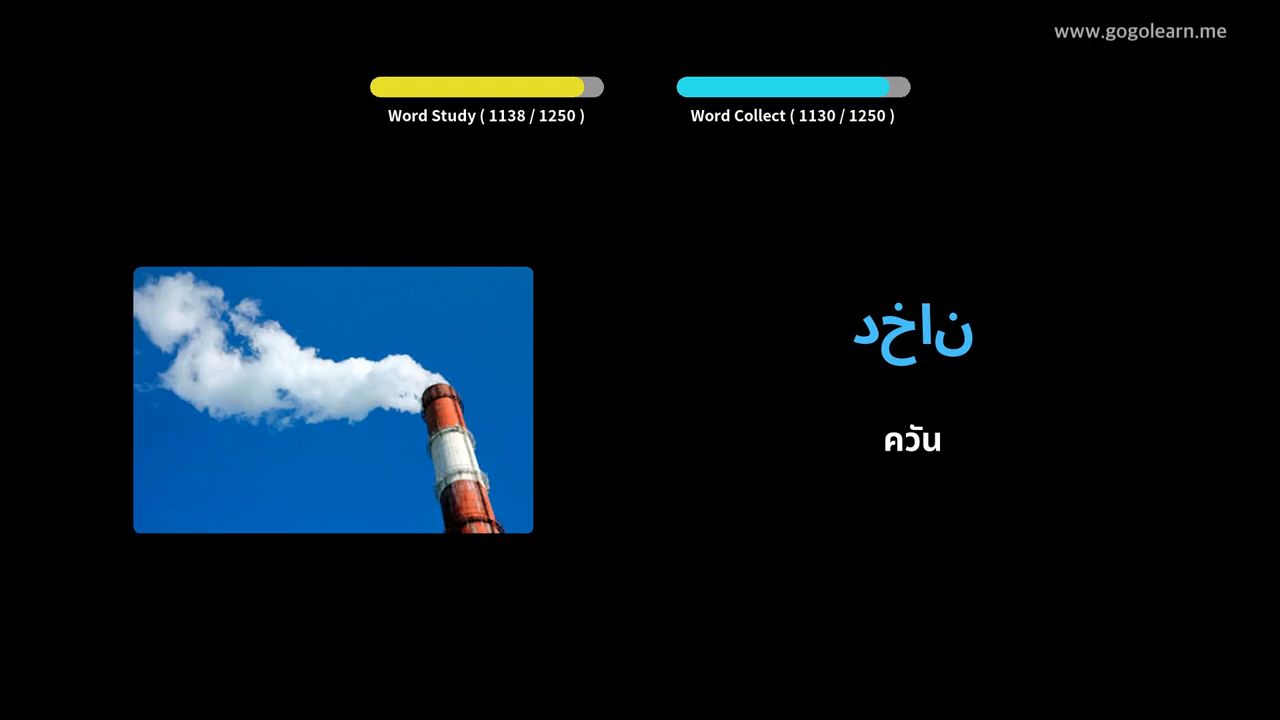 www.gogolearn.me
Word Study ( 1138 / 1250 )
Word Collect ( 1130 / 1250 )
دخان
ควัน